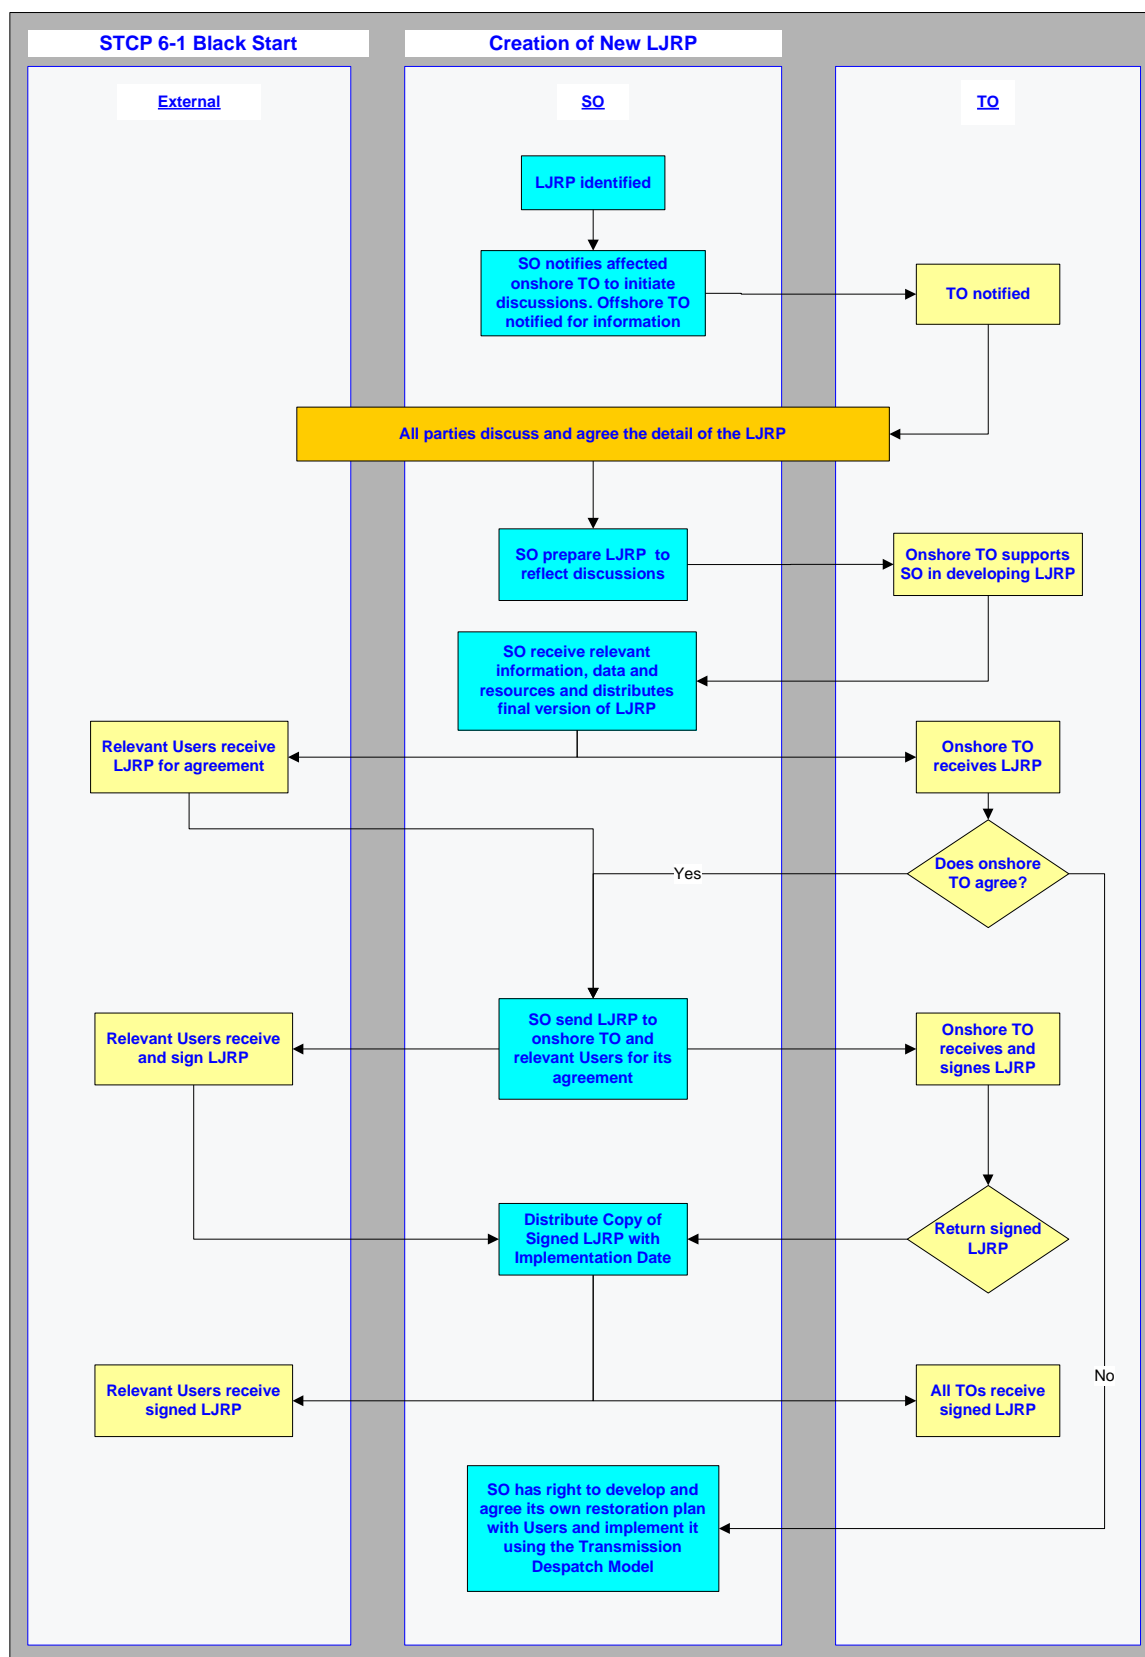 STCP 6-1 Black Start
Creation of New LJRP
External
SO
TO
LJRP identified
SO notifies affected
onshore TO to initiate
discussions. Offshore TO
notified for information
TO notified
All parties discuss and agree the detail of the LJRP
SO prepare LJRP to
reflect discussions
Onshore TO supports
SO in developing LJRP
SO receive relevant
information, data and
resources and distributes
final version of LJRP
Relevant Users receive
LJRP for agreement
Onshore TO
receives LJRP
Does onshore
TO agree?
Yes
Relevant Users receive
and sign LJRP
SO send LJRP to
onshore TO and
relevant Users for its
agreement
Onshore TO
receives and
signes LJRP
Distribute Copy of
Signed LJRP with
Implementation Date
Return signed
LJRP
No
Relevant Users receive
signed LJRP
All TOs receive
signed LJRP
SO has right to develop and
agree its own restoration plan
with Users and implement it
using the Transmission
Despatch Model